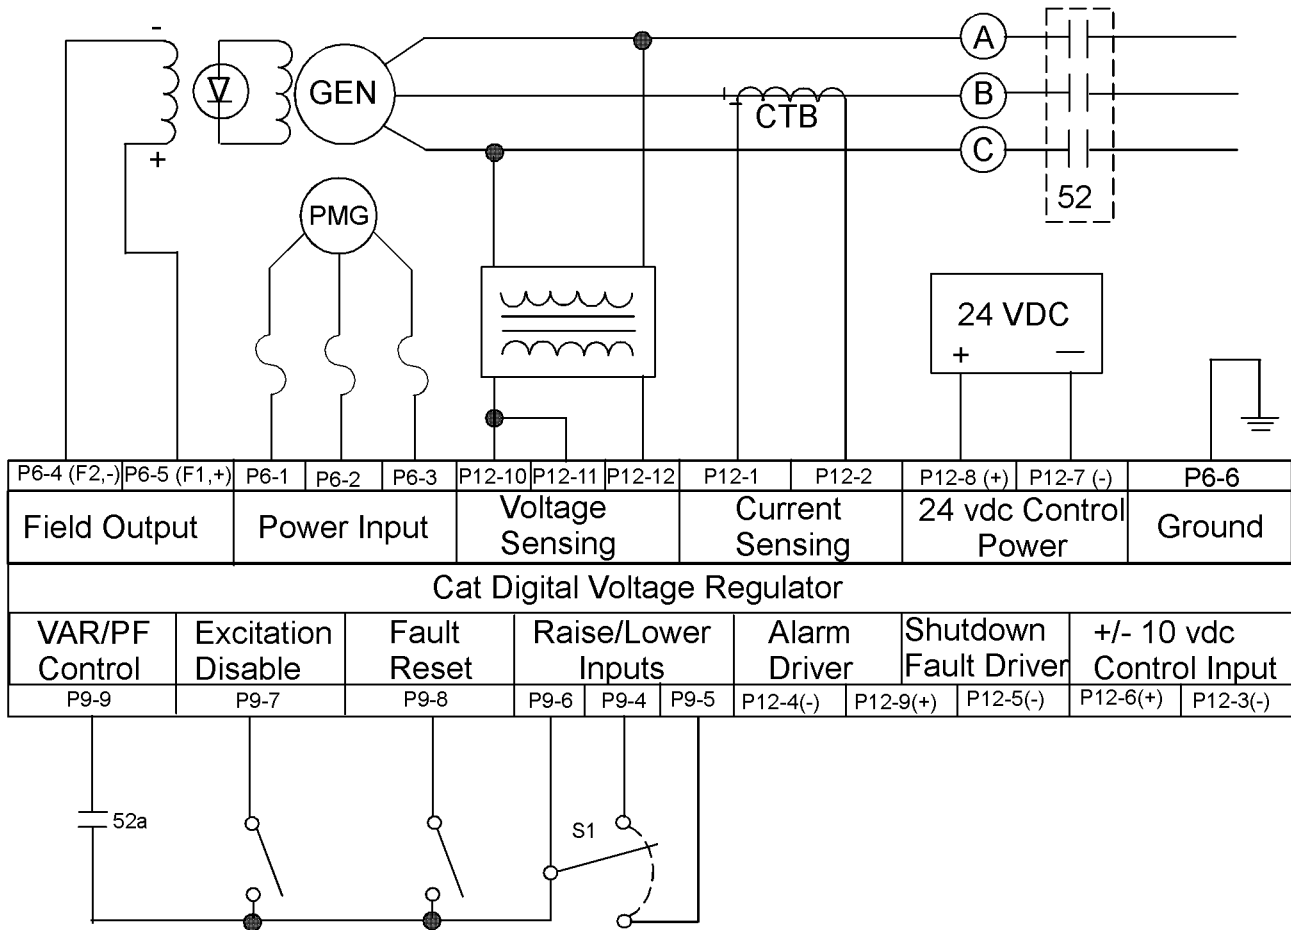 -
GEN
A
B
CTB
C
+
52
PMG
24 VDC
+ —
P6-4 (F2,-) P6-5 (F1,+) P6-1 P6-2 P6-3 P12-10 P12-11 P12-12 P12-1 P12-2 P12-8 (+) P12-7 (-) P6-6
Field Output
Power Input
Voltage
Sensing
Current
Sensing
24 vdc Control
Power
Ground
Cat Digital Voltage Regulator
VAR/PF
Control
Excitation
Disable
Fault
Reset
Raise/Lower
Inputs
Alarm
Driver
Shutdown
Fault Driver
+/- 10 vdc
Control Input
P9-9 P9-7 P9-8 P9-6 P9-4 P9-5 P12-4(-) P12-9(+) P12-5(-) P12-6(+) P12-3(-)
52a
S1